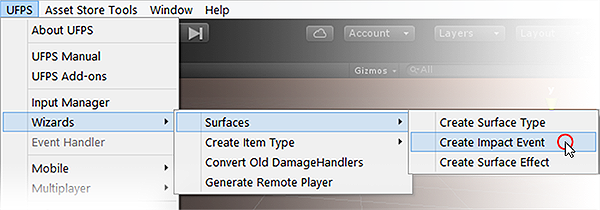 UFPS Asset Store Tools Window Help
About UFPS
Account Layers Layout
UFPS Manual
UFPS Add-ons
Gizmos All
Input Manager
Wizards Surfaces Create Surface Type
Event Handler Create Item Type Create Impact Event
Convert Old DamageHandlers Create Surface Effect
Mobile Generate Remote Player
Multiplayer